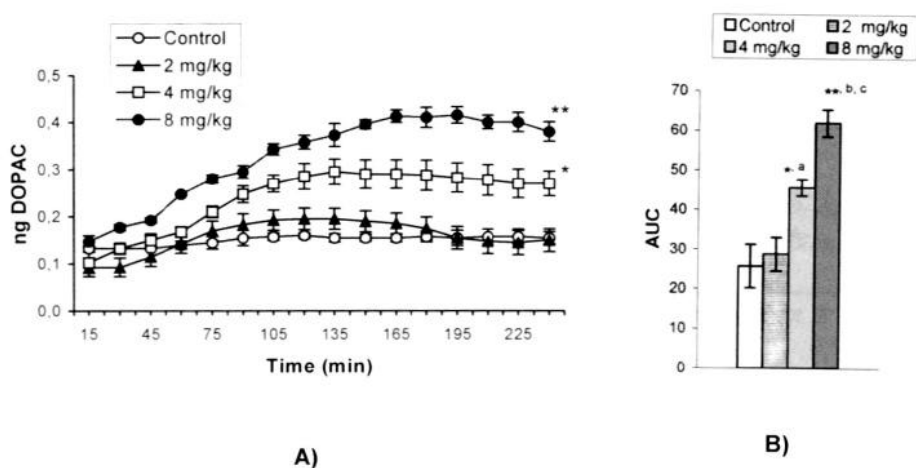 Control
2 mg/kg
4 mg/kg
8 mg/kg
0,5
0,4
0,3
0,2
0,1
0,0
ng DOPAC
**
*
15 45 75 105 135 165 195 225
Time (min)
A)
Control 2 mg/kg
4 mg/kg 8 mg/kg
70
60
50
40
30
20
10
0
AUC
*, a
**, b, c
B)